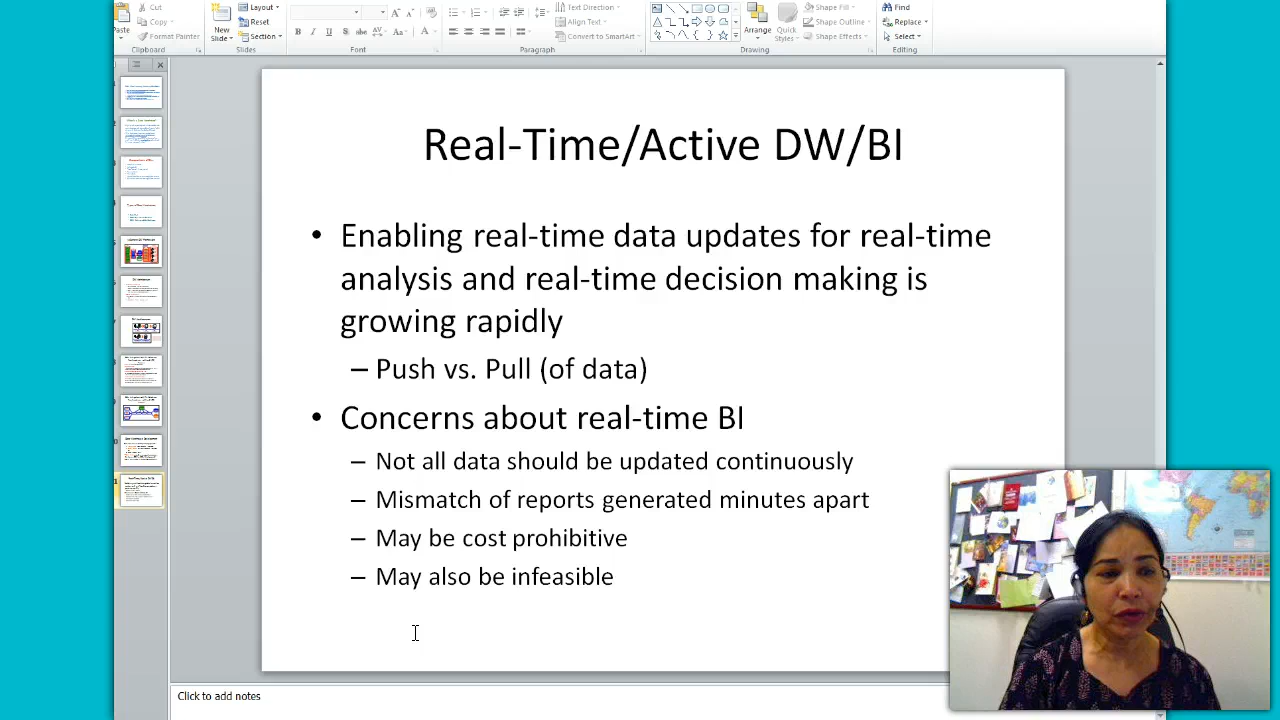 Cut
Copy
Format Painter
Paste
Clipboard
New
Slide
Layout
Reset
Section
Slides
B I U S abc AV Aa A
Font
Text Direction
Align Text
Convert to SmartArt
Paragraph
Arrange
Quick
Styles
Shape Fill
Shape Outline
Shape Effects
Drawing
Find
Replace
Select
Editing
Real-Time/Active DW/BI
• Enabling real-time data updates for real-time
analysis and real-time decision making is
growing rapidly
– Push vs. Pull (of data)
• Concerns about real-time BI
– Not all data should be updated continuously
– Mismatch of reports generated minutes apart
– May be cost prohibitive
– May also be infeasible
Click to add notes